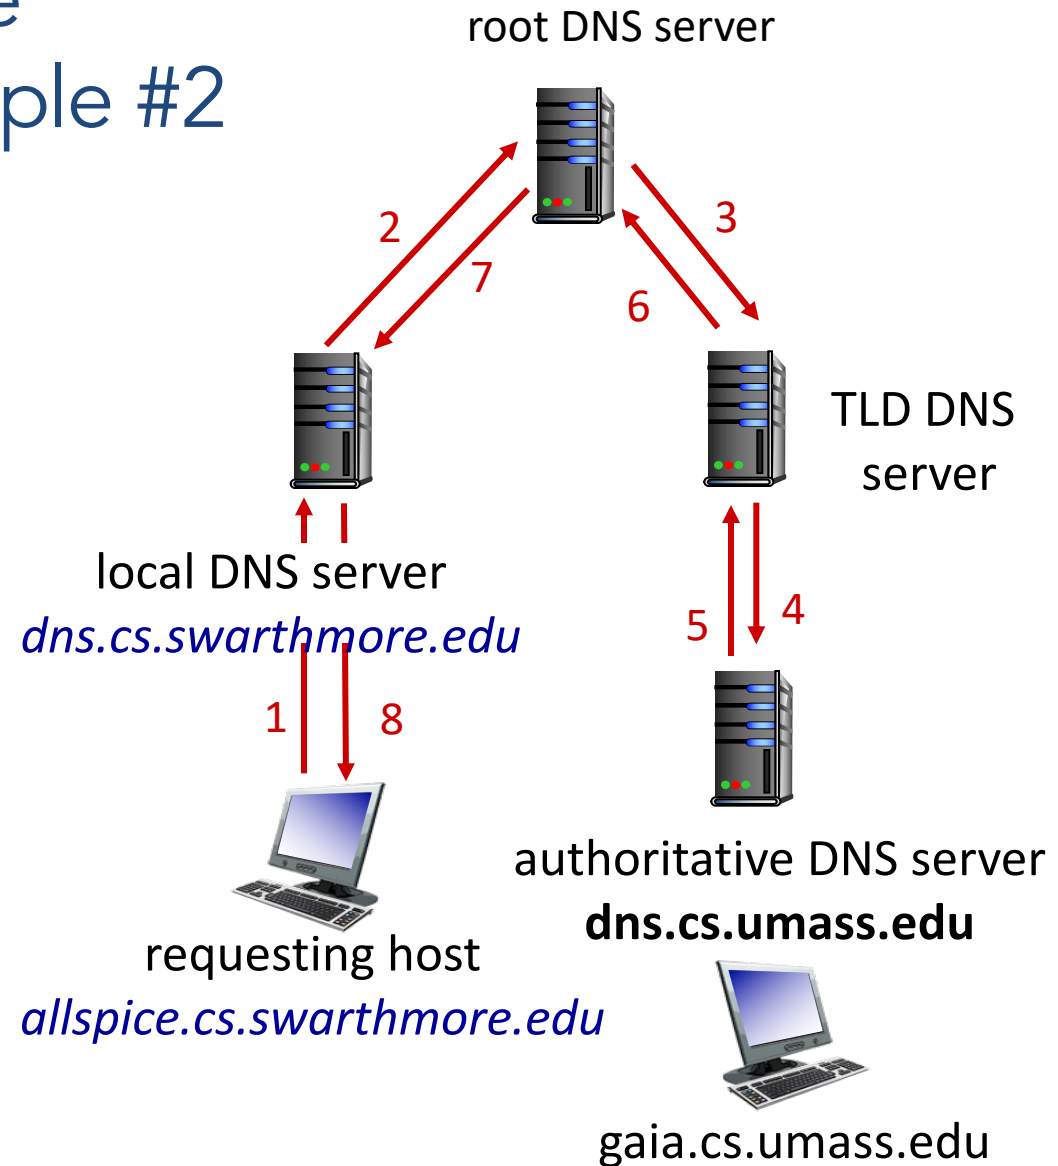 ple #2
root DNS server
2
7
3
6
TLD DNS
server
local DNS server
dns.cs.swarthmore.edu
5
4
1
8
authoritative DNS server
dns.cs.umass.edu
requesting host
allspice.cs.swarthmore.edu
gaia.cs.umass.edu